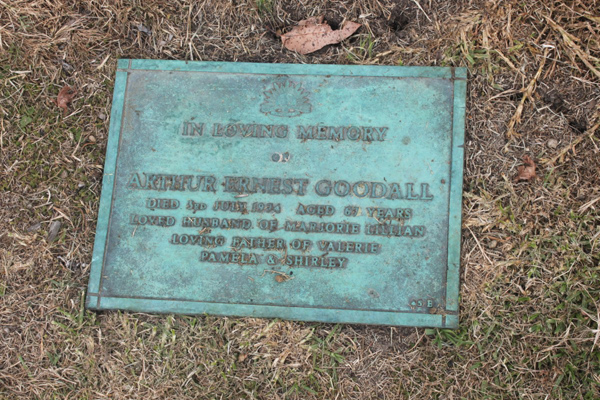 IN LOVING MEMORY
OF
ARTHUR ERNEST GOODALL
DIED 3RD JULY 1984 AGED 67 YEARS
LOVED HUSBAND OF MARJORIE LILLIAN
LOVING FATHER OF VALERIE
PAMELA & SHIRLEY